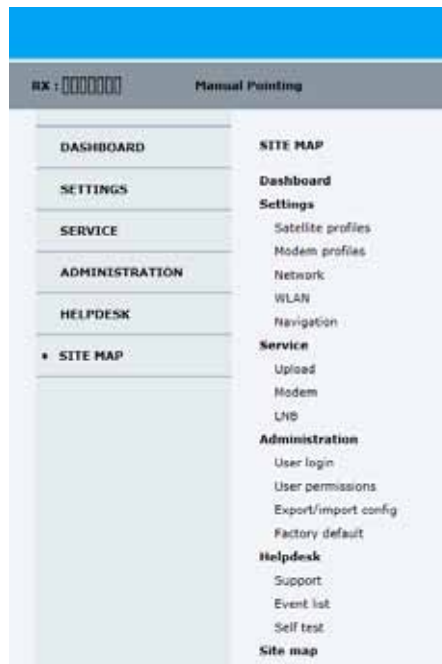 RX : Manual Pointing
DASHBOARD
SETTINGS
SERVICE
ADMINISTRATION
HELPDESK
• SITE MAP
SITE MAP
Dashboard
Settings
Satellite profiles
Modem profiles
Network
WLAN
Navigation
Service
Upload
Modem
LNB
Administration
User login
User permissions
Export/import config
Factory default
Helpdesk
Support
Event list
Self test
Site map